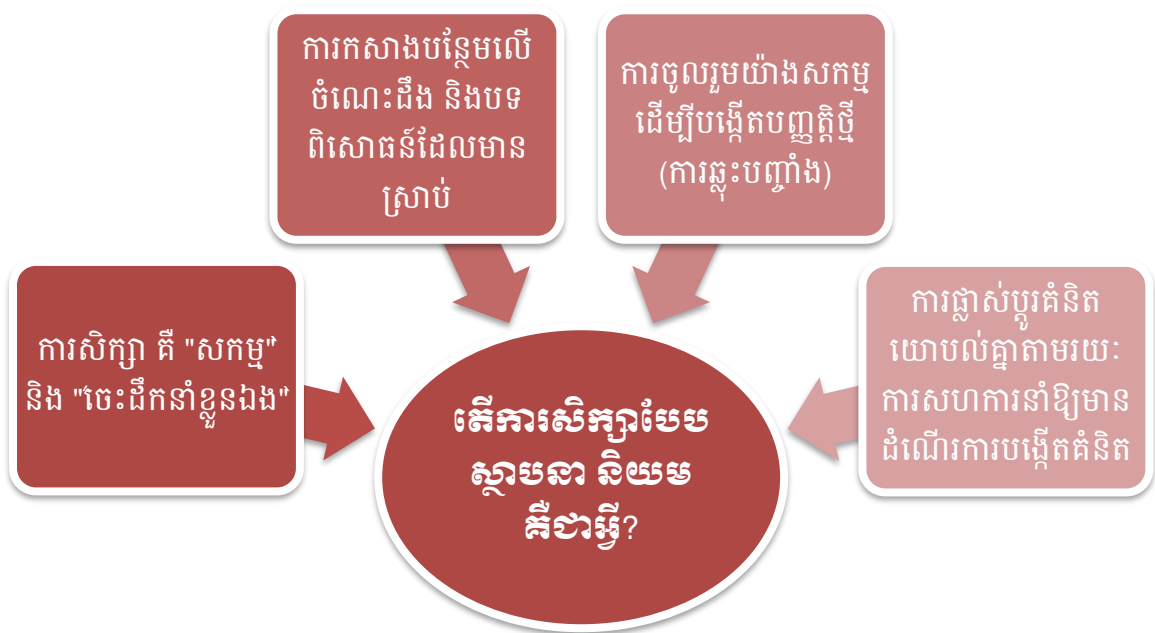 ការសិក្សា គឺ "សកម្ម"
និង "ចេះដឹកនាំខ្លួនឯង"
ការកសាងបន្ថែមលើ
ចំណេះដឹង និងបទ
ពិសោធន៍ដែលមាន
ស្រាប់
ការចូលរួមយ៉ាងសកម្ម
ដើម្បីបង្កើតបញ្ញត្តិថ្មី
(ការឆ្លុះបញ្ចាំង)
ការផ្លាស់ប្តូរគំនិត
យោបល់គ្នាតាមរយៈ
ការសហការនាំឱ្យមាន
ដំណើរការបង្កើតគំនិត
តើការសិក្សាបែប
ស្ថាបនា និយម
គឺជាអ្វី?